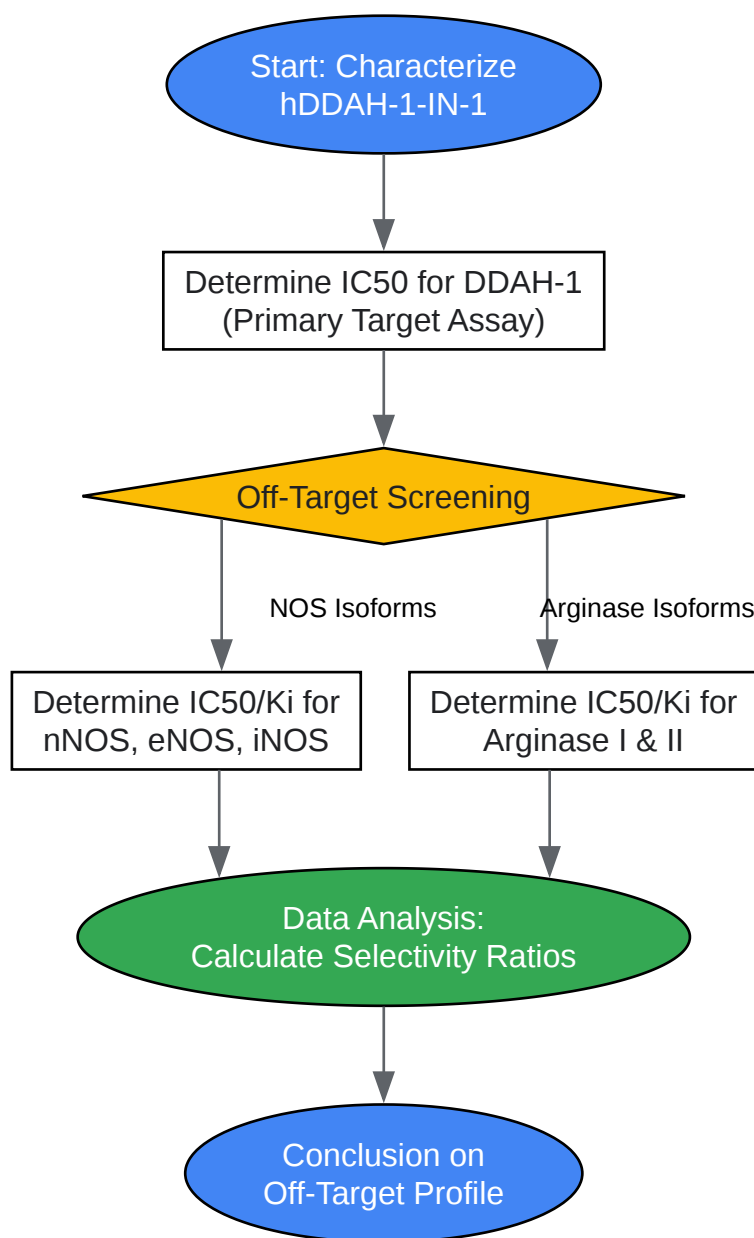 Start: Characterize
hDDAH-1-IN-1
Determine IC50 for DDAH-1
(Primary Target Assay)
Off-Target Screening
NOS Isoforms
Arginase Isoforms
Determine IC50/Ki for
nNOS, eNOS, iNOS
Determine IC50/Ki for
Arginase I & II
Data Analysis:
Calculate Selectivity Ratios
Conclusion on
Off-Target Profile